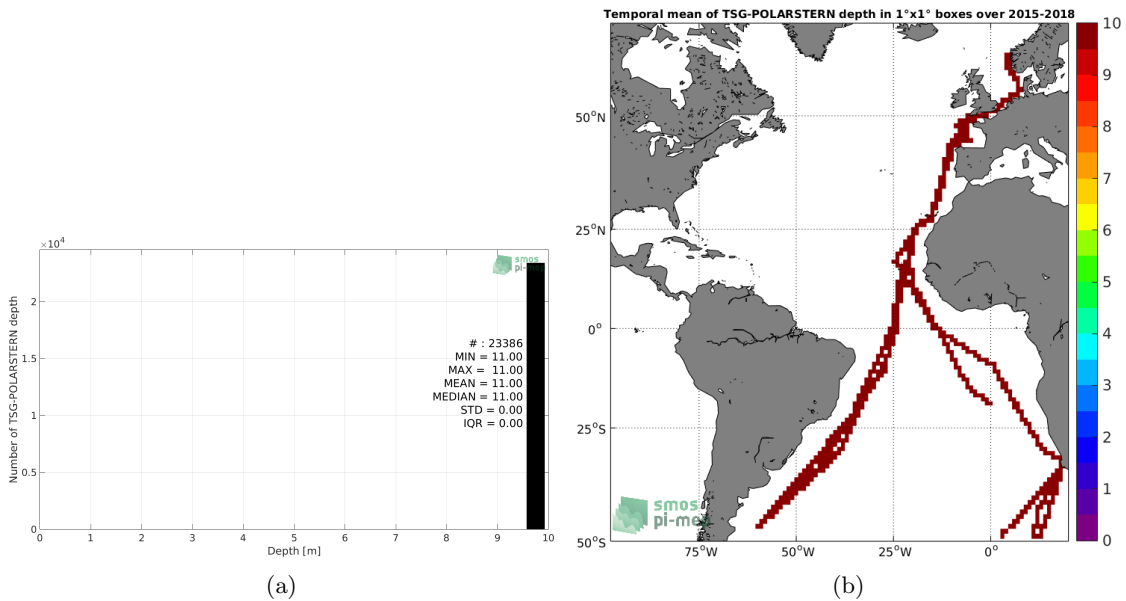 ×10⁴
2
1.5
1
0.5
0
Number of TSG-POLARSTERN depth
smos
pi-me
# : 23386
MIN = 11.00
MAX = 11.00
MEAN = 11.00
MEDIAN = 11.00
STD = 0.00
IQR = 0.00
0 1 2 3 4 5 6 7 8 9 10
Depth [m]
(a)
Temporal mean of TSG-POLARSTERN depth in 1°x1° boxes over 2015-2018
50°N
25°N
0°
25°S
50°S
75°W 50°W 25°W 0°
smos
pi-mep
10
9
8
7
6
5
4
3
2
1
0
(b)